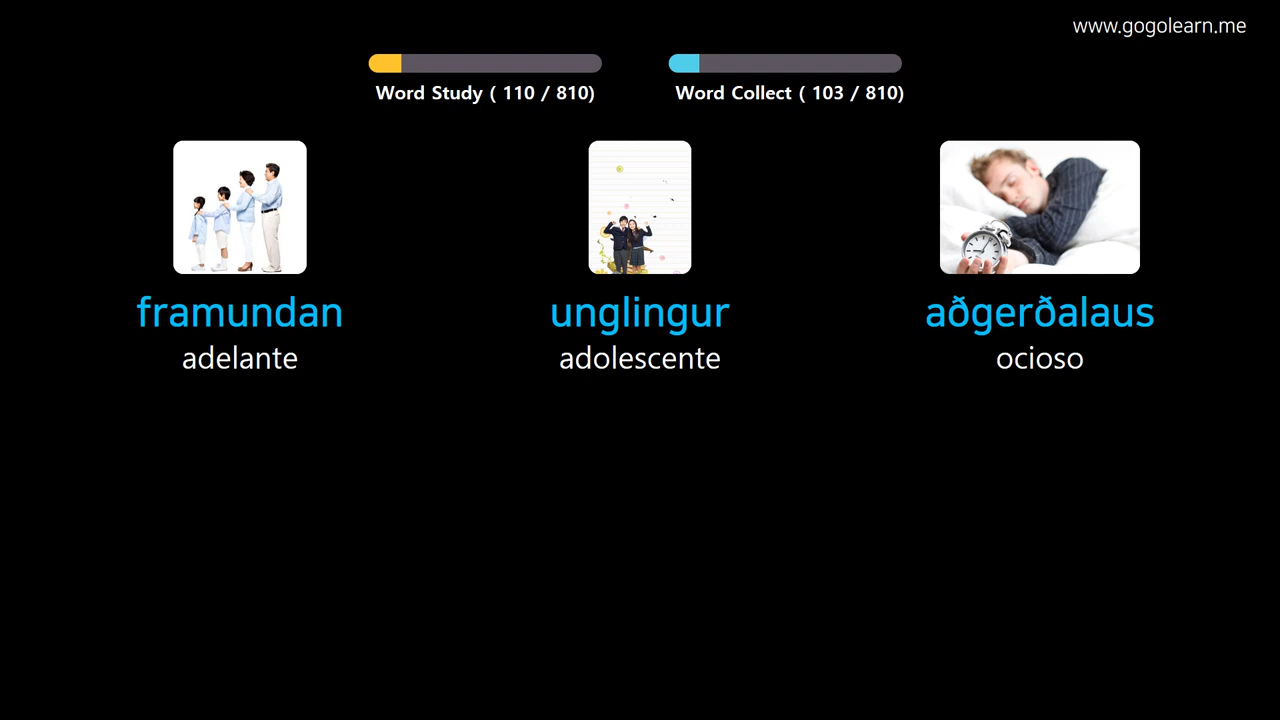 www.gogolearn.me
Word Study ( 110 / 810)
Word Collect ( 103 / 810)
framundan
adelante
unglingur
adolescente
aðgerðalaus
ocioso